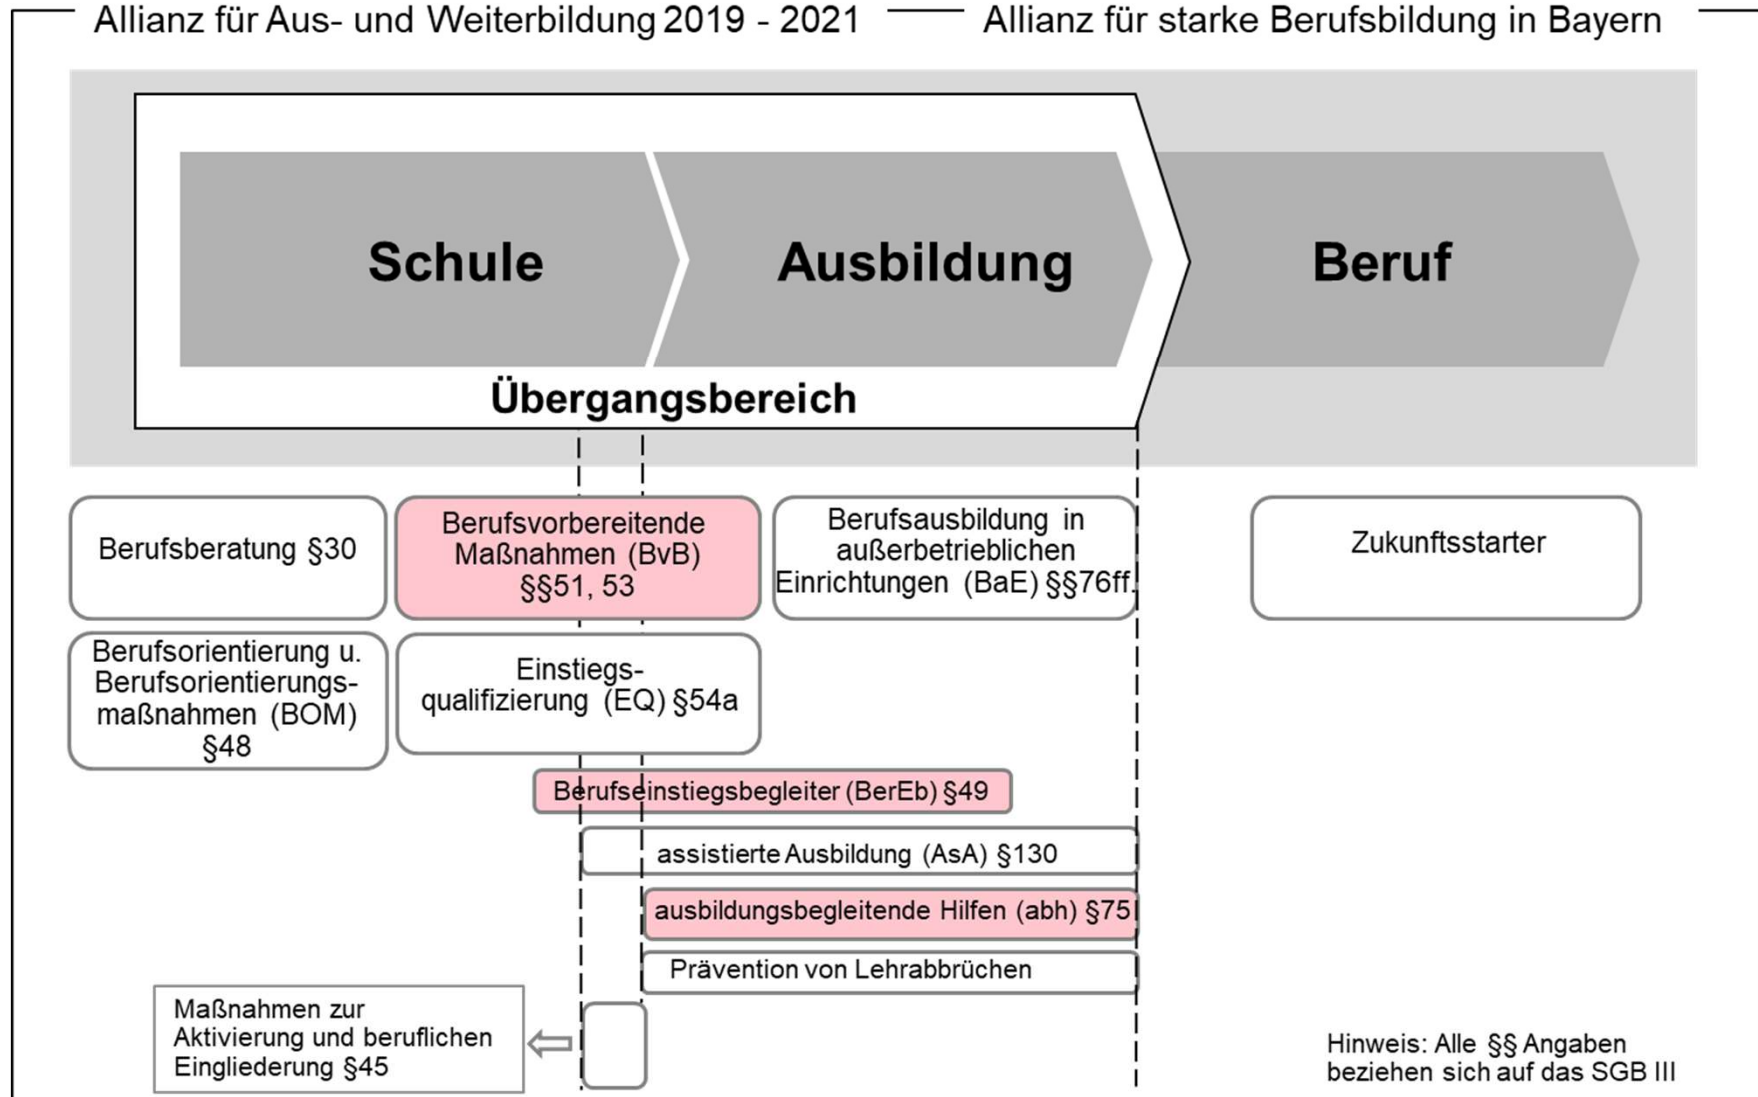 Allianz für Aus- und Weiterbildung 2019 - 2021
Allianz für starke Berufsbildung in Bayern
Schule
Ausbildung
Beruf
Übergangsbereich
Berufsberatung §30
Berufsvorbereitende
Maßnahmen (BvB)
§§51, 53
Berufsausbildung in
außerbetrieblichen
Einrichtungen (BaE) §§76ff.
Zukunftsstarter
Berufsorientierung u.
Berufsorientierungs-
maßnahmen (BOM)
§48
Einstiegs-
qualifizierung (EQ) §54a
Berufseinstiegsbegleiter (BerEb) §49
assistierte Ausbildung (AsA) §130
ausbildungsbegleitende Hilfen (abh) §75
Prävention von Lehrabbrüchen
Maßnahmen zur
Aktivierung und beruflichen
Eingliederung §45
Hinweis: Alle §§ Angaben
beziehen sich auf das SGB III